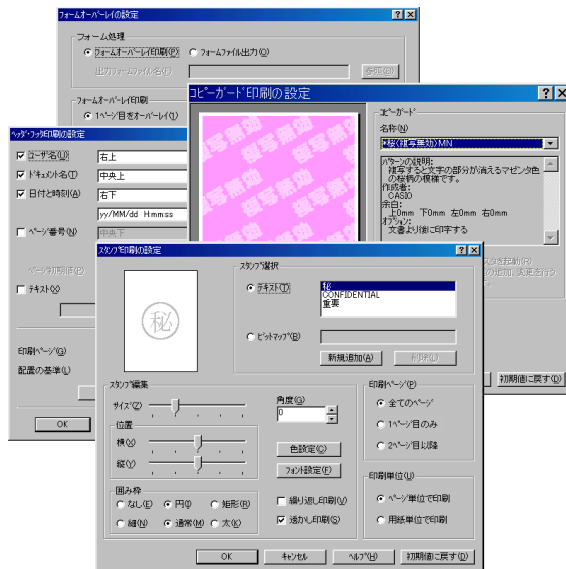 フォームオーバーレイの設定
フォーム処理
フォームオーバーレイ印刷(P)
フォームファイル出力(O)
出力フォームファイル名(F)
参照(B)
フォームオーバーレイ印刷
1ページ目をオーバーレイ(1)
コピーガード印刷の設定
複写無効
コピーガード
名称(N)
*桜<複写無効>MN
パターンの説明:
複写すると文字の部分が消えるマゼンタ色
の桜柄の模様です。
作成者:
CASIO
余白:
上0mm 下0mm 左0mm 右0mm
オプション:
文書より後に印字する
初期値に戻す(D)
ヘッダ・フッタ印刷の設定
ユーザ名(U)
右上
ドキュメント名(T)
中央上
日付と時刻(A)
右下
yy/MM/dd H:mm:ss
ページ番号(N)
中央下
ページ初期値(P)
テキスト(X)
印刷ページ(G)
配置の基準(L)
OK
スタンプ印刷の設定
秘
スタンプ選択
テキスト(T)
秘
CONFIDENTIAL
重要
ビットマップ(B)
新規追加(A)
削除(L)
スタンプ編集
サイズ(Z)
位置
横(X)
縦(Y)
角度(G)
0
色設定(C)
フォント設定(F)
囲み枠
なし(E)
円(I)
矩形(R)
細(N)
通常(M)
太(K)
繰り返し印刷(V)
透かし印刷(S)
印刷ページ(P)
全てのページ
1ページ目のみ
2ページ目以降
印刷単位(U)
ページ単位で印刷
用紙単位で印刷
OK
キャンセル
ヘルプ(H)
初期値に戻す(D)